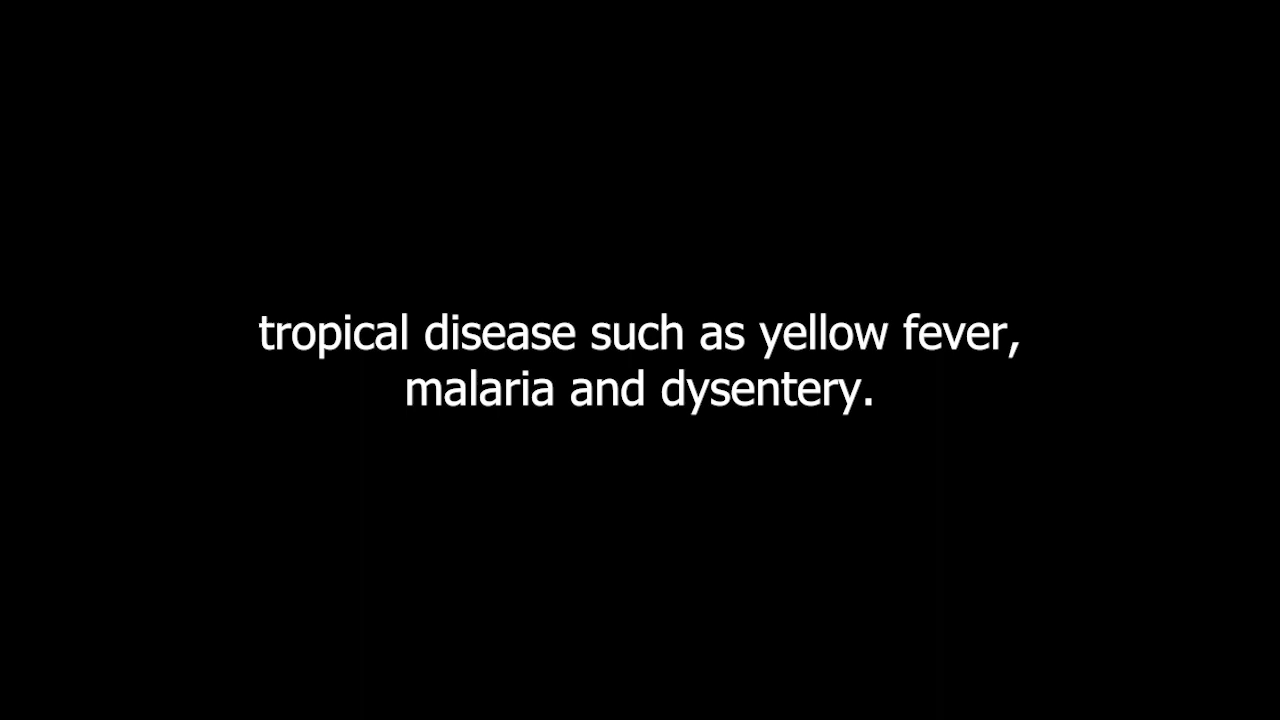 tropical disease such as yellow fever,
malaria and dysentery.